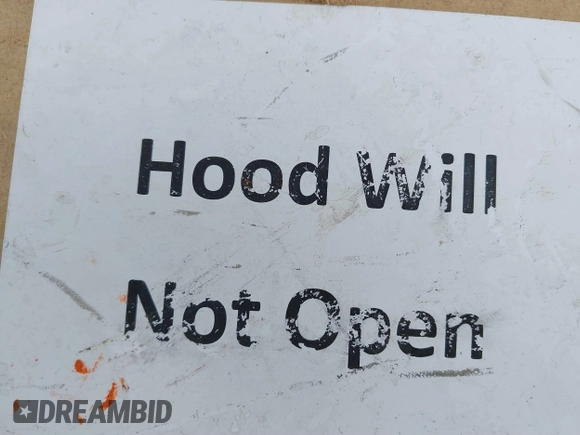 Hood Will
Not Open
DREAMBID